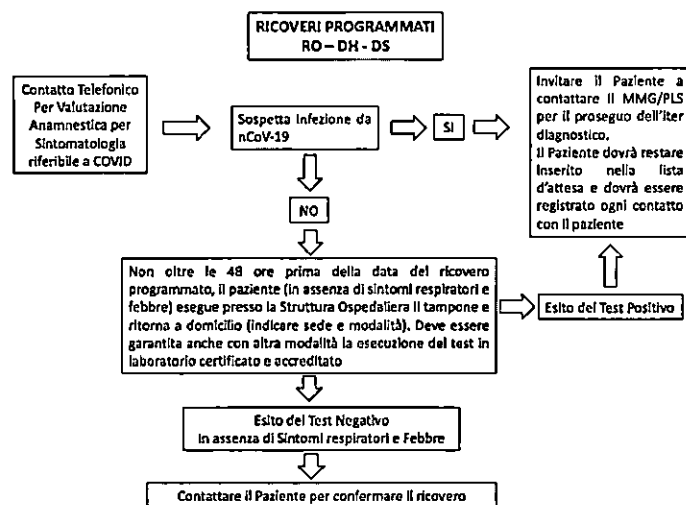 RICOVERI PROGRAMMATI
RO – DH - DS
Contatto Telefonico
Per Valutazione
Anamnestica per
Sintomatologia
riferibile a COVID
Sospetta Infezione da
nCoV-19
SI
Invitare il Paziente a
contattare il MMG/PLS
per il proseguo dell'iter
diagnostico.
Il Paziente dovrà restare
Inserito nella lista
d'attesa e dovrà essere
registrato ogni contatto
con il paziente
NO
Non oltre le 48 ore prima della data del ricovero
programmato, il paziente (in assenza di sintomi respiratori e
febbre) esegue presso la Struttura Ospedaliera il tampone e
ritorna a domicilio (indicare sede e modalità). Deve essere
garantita anche con altra modalità la esecuzione del test in
laboratorio certificato e accreditato
Esito del Test Positivo
Esito del Test Negativo
In assenza di Sintomi respiratori e Febbre
Contattare il Paziente per confermare il ricovero